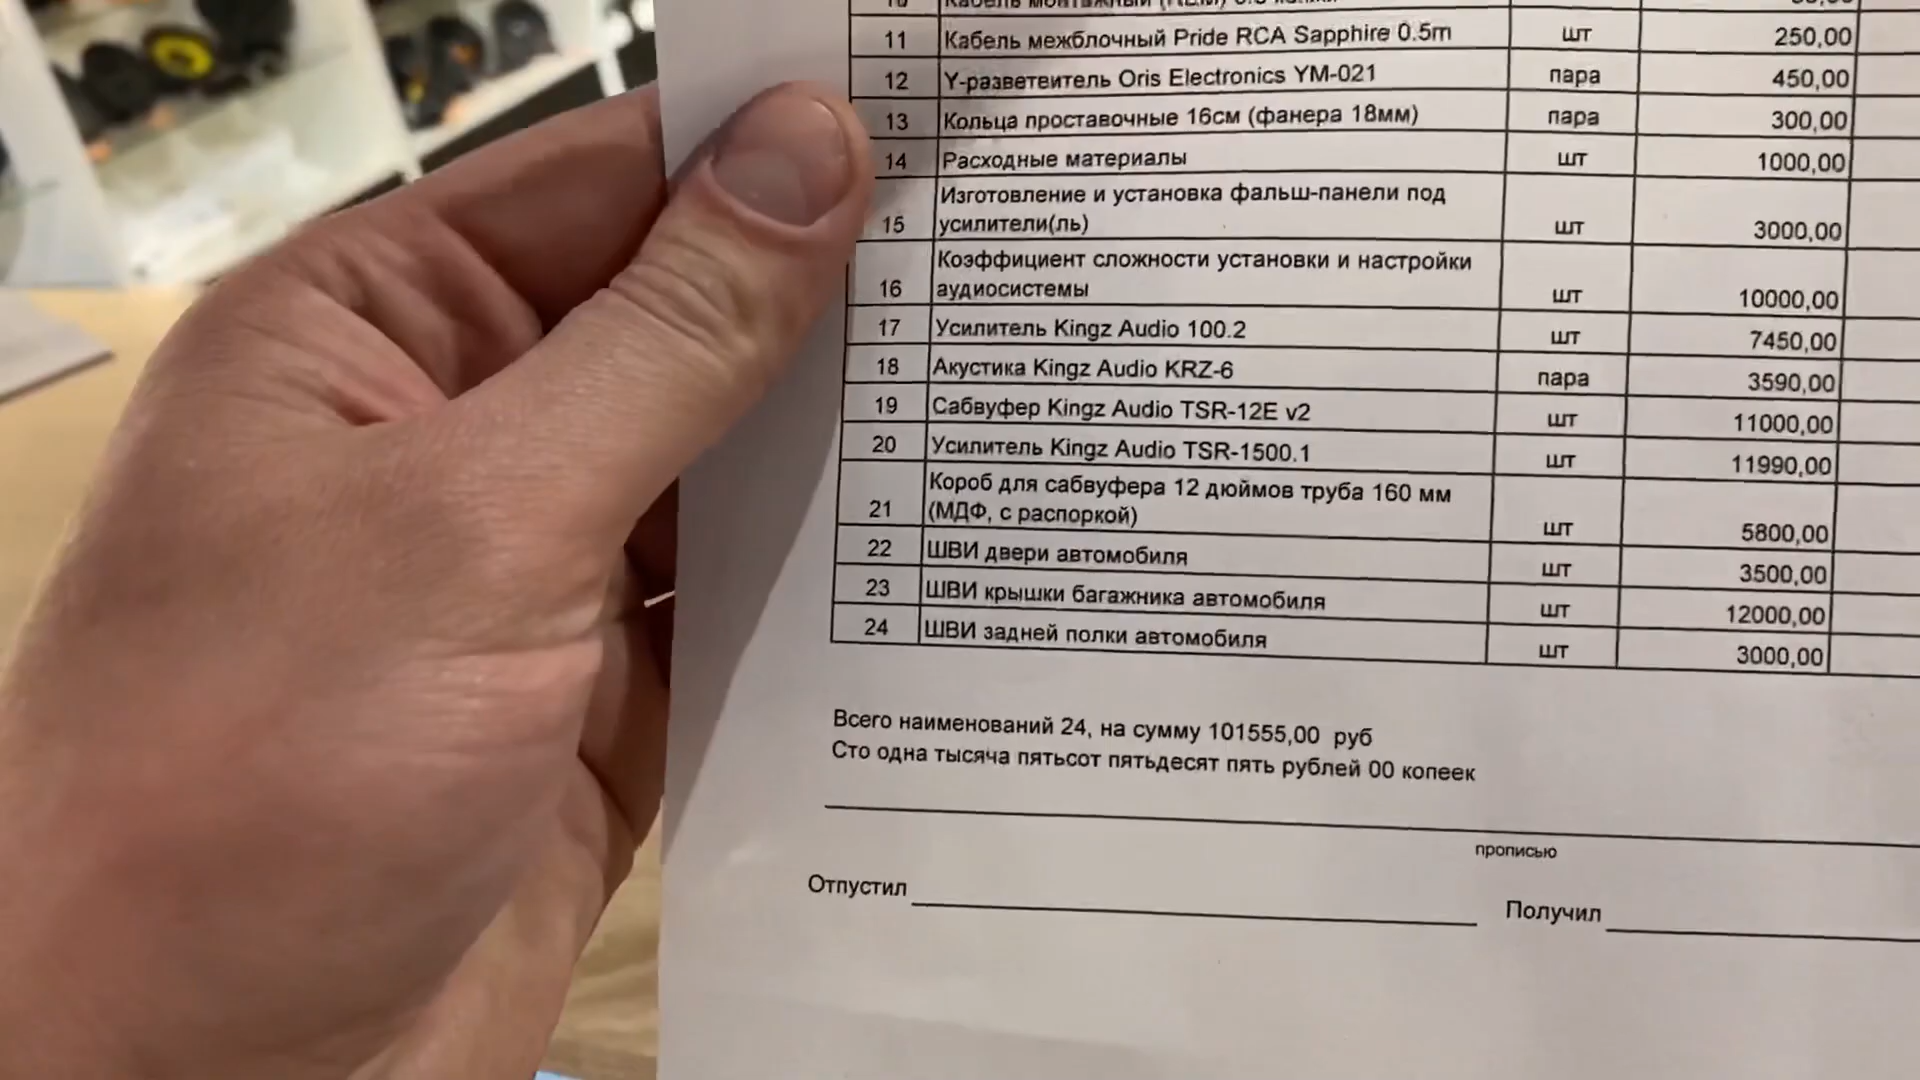 11 Кабель межблочный Pride RCA Sapphire 0.5m шт 250,00
12 Y-разветвитель Oris Electronics YM-021 пара 450,00
13 Кольца проставочные 16см (фанера 18мм) пара 300,00
14 Расходные материалы шт 1000,00
Изготовление и установка фальш-панели под
15 усилители(ль) шт 3000,00
Коэффициент сложности установки и настройки
16 аудиосистемы шт 10000,00
17 Усилитель Kingz Audio 100.2 шт 7450,00
18 Акустика Kingz Audio KRZ-6 пара 3590,00
19 Сабвуфер Kingz Audio TSR-12E v2 шт 11000,00
20 Усилитель Kingz Audio TSR-1500.1 шт 11990,00
Короб для сабвуфера 12 дюймов труба 160 мм
21 (МДФ, с распоркой) шт 5800,00
22 ШВИ двери автомобиля шт 3500,00
23 ШВИ крышки багажника автомобиля шт 12000,00
24 ШВИ задней полки автомобиля шт 3000,00
Всего наименований 24, на сумму 101555,00 руб
Сто одна тысяча пятьсот пятьдесят пять рублей 00 копеек
прописью
Отпустил Получил